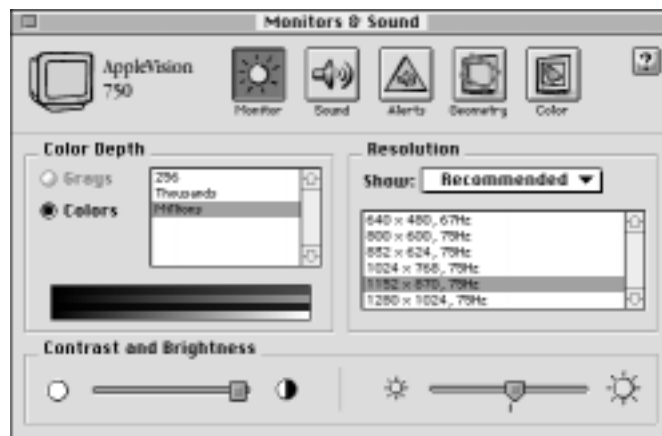 Monitors & Sound
AppleVision
750
Monitor
Sound
Alerts
Geometry
Color
?
Color Depth
Grays
Colors
256
Thousands
Millions
Resolution
Show: Recommended
640 x 480, 67Hz
800 x 600, 75Hz
832 x 624, 75Hz
1024 x 768, 75Hz
1152 x 870, 75Hz
1280 x 1024, 75Hz
Contrast and Brightness